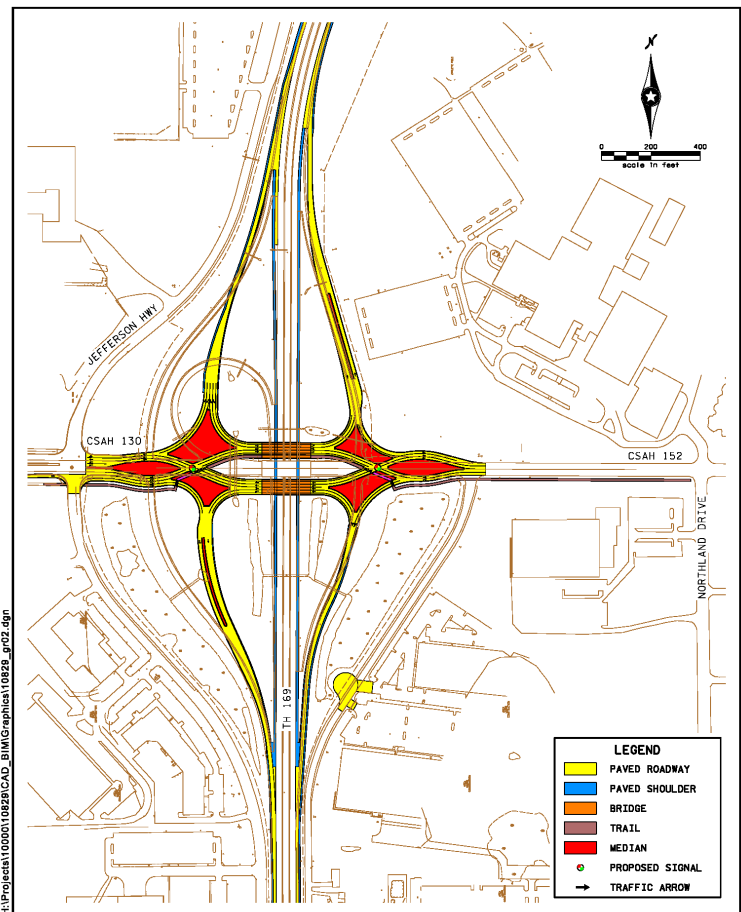 N
0 200 400
scale in feet
JEFFERSON HWY
CSAH 130
CSAH 152
NORTHLAND DRIVE
TH 169
H:\Projects\10000\10829\CAD_BIM\Graphics\10829_gr02.dgn
LEGEND
PAVED ROADWAY
PAVED SHOULDER
BRIDGE
TRAIL
MEDIAN
PROPOSED SIGNAL
TRAFFIC ARROW